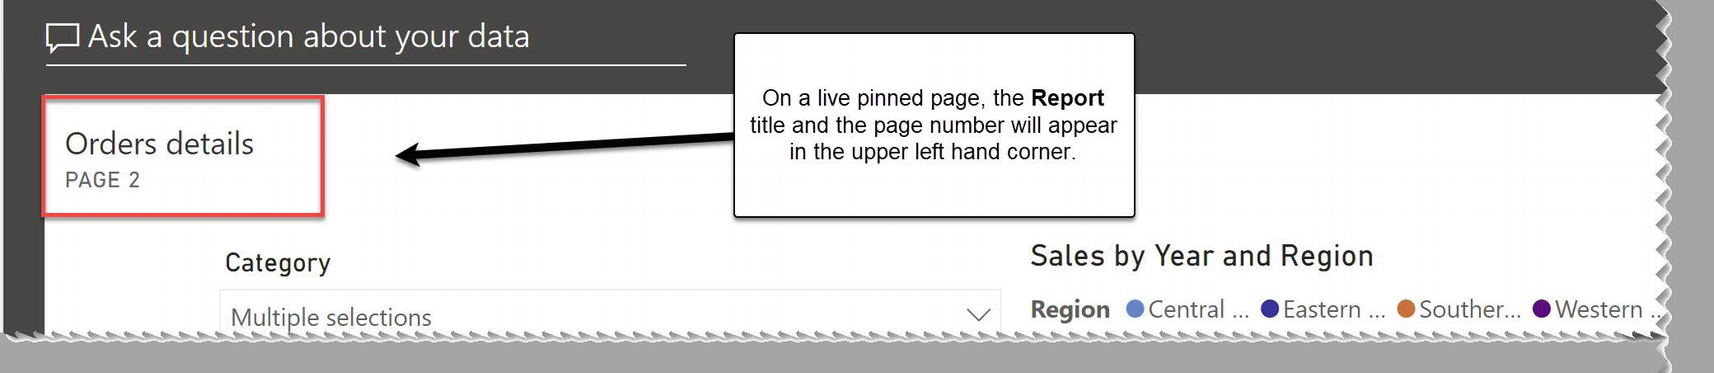 Ask a question about your data
On a live pinned page, the Report
title and the page number will appear
in the upper left hand corner.
Orders details
PAGE 2
Category
Multiple selections
Sales by Year and Region
Region Central ... Eastern ... Souther... Western ..